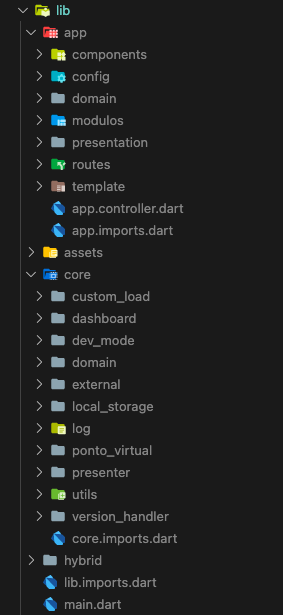 lib
app
components
config
domain
modulos
presentation
routes
template
app.controller.dart
app.imports.dart
assets
core
custom_load
dashboard
dev_mode
domain
external
local_storage
log
ponto_virtual
presenter
utils
version_handler
core.imports.dart
hybrid
lib.imports.dart
main.dart